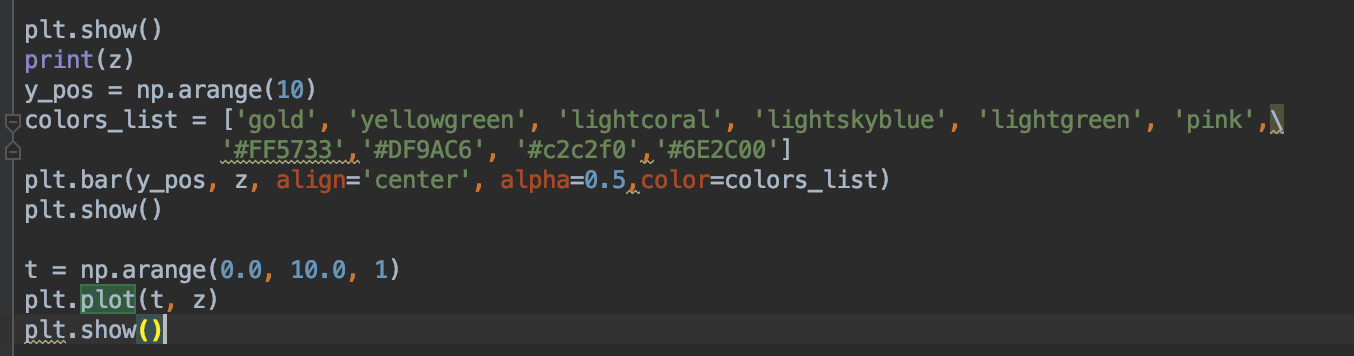 plt.show()
print(z)
y_pos = np.arange(10)
colors_list = ['gold', 'yellowgreen', 'lightcoral', 'lightskyblue', 'lightgreen', 'pink',\
'#FF5733','#DF9AC6', '#c2c2f0','#6E2C00']
plt.bar(y_pos, z, align='center', alpha=0.5,color=colors_list)
plt.show()
t = np.arange(0.0, 10.0, 1)
plt.plot(t, z)
plt.show()